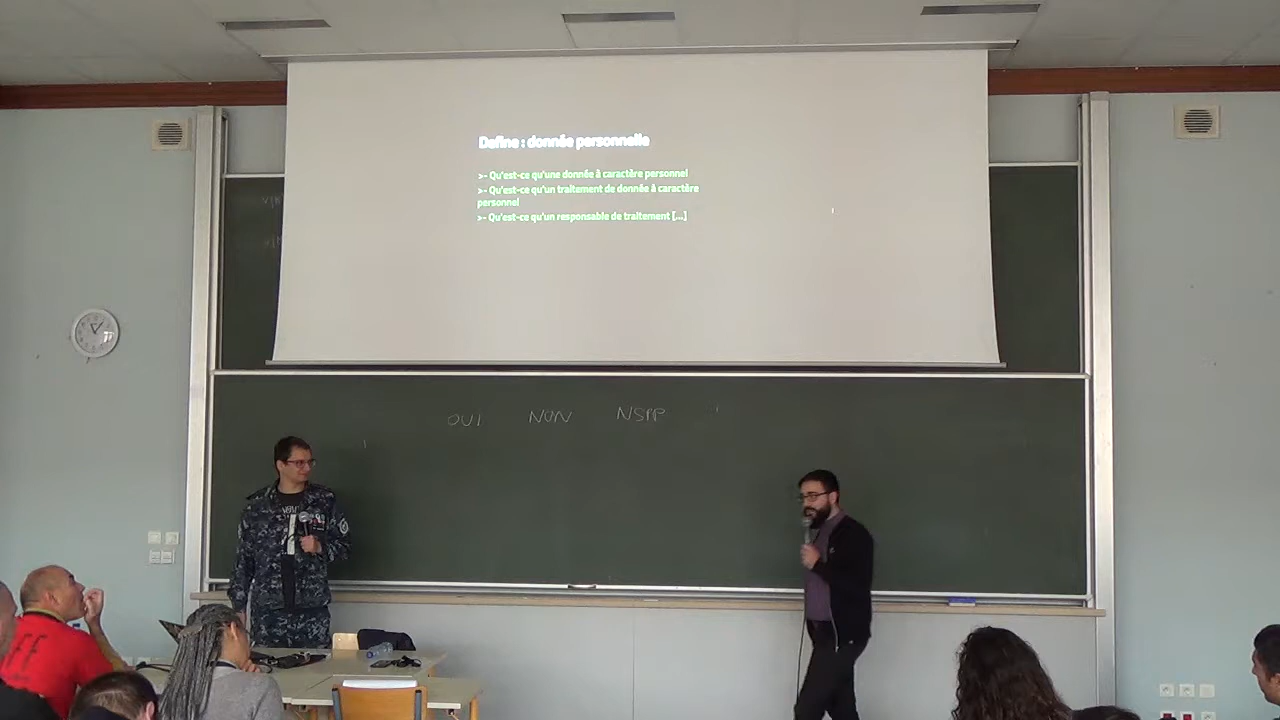 Define : donnée personnelle
>- Qu'est-ce qu'une donnée à caractère personnel
>- Qu'est-ce qu'un traitement de donnée à caractère
personnel
>- Qu'est-ce qu'un responsable de traitement [...]
OUI NON NSPP